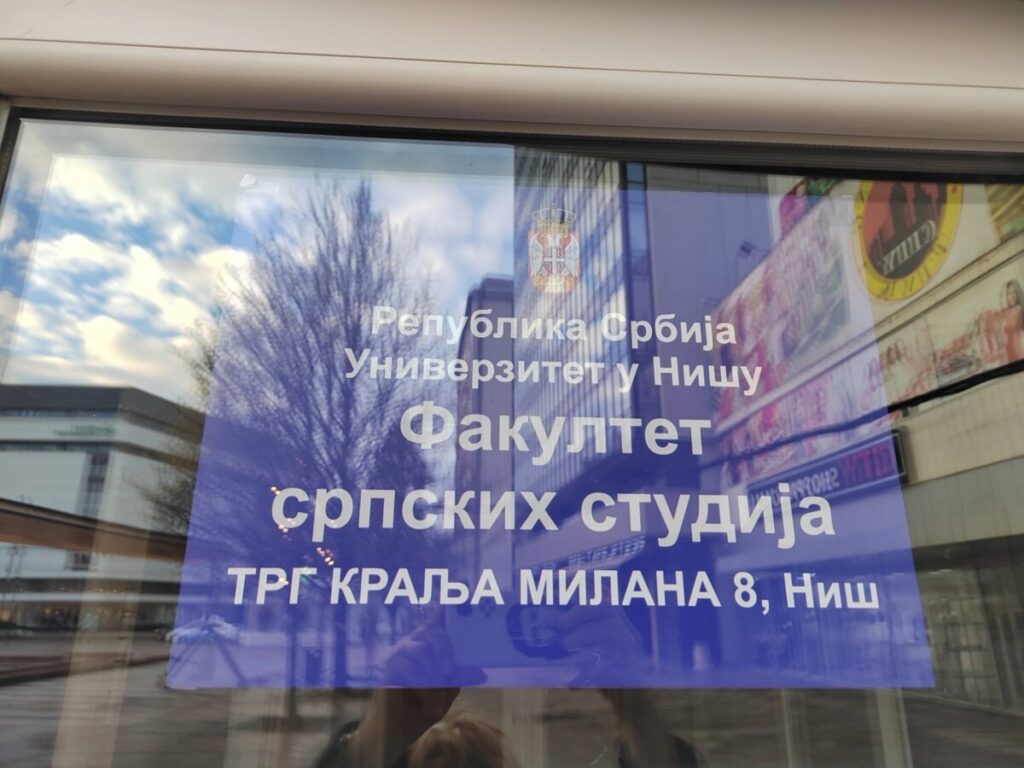 Република Србија
Универзитет у Нишу
Факултет
српских студија
ТРГ КРАЉА МИЛАНА 8, Ниш